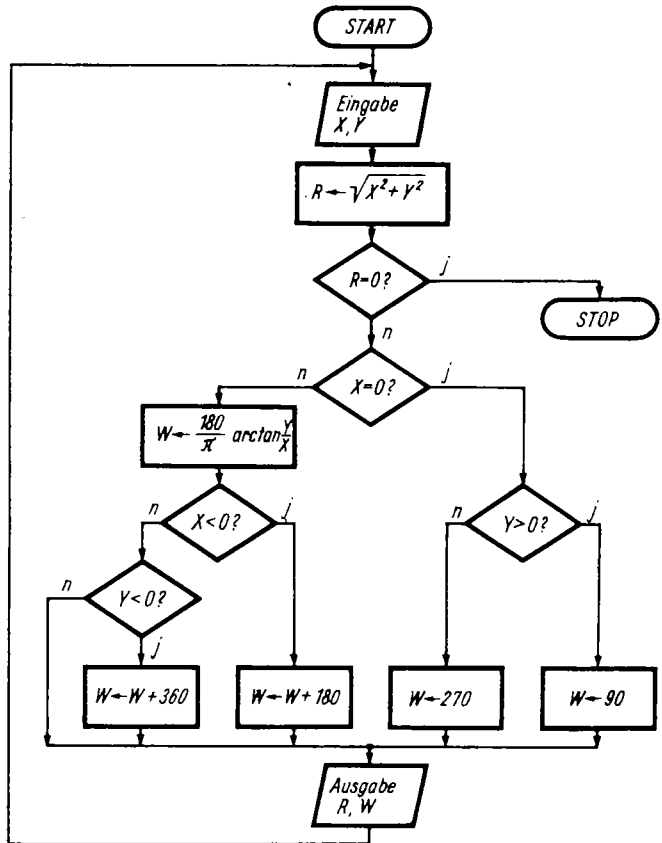 START
Eingabe
X, Y
R ← √X² + Y²
R=0?
j
STOP
n
n
X=0?
j
W ← 180/π arctan Y/X
n
X<0?
j
n
Y>0?
j
n
Y<0?
j
W ← W + 360
W ← W + 180
W ← 270
W ← 90
Ausgabe
R, W